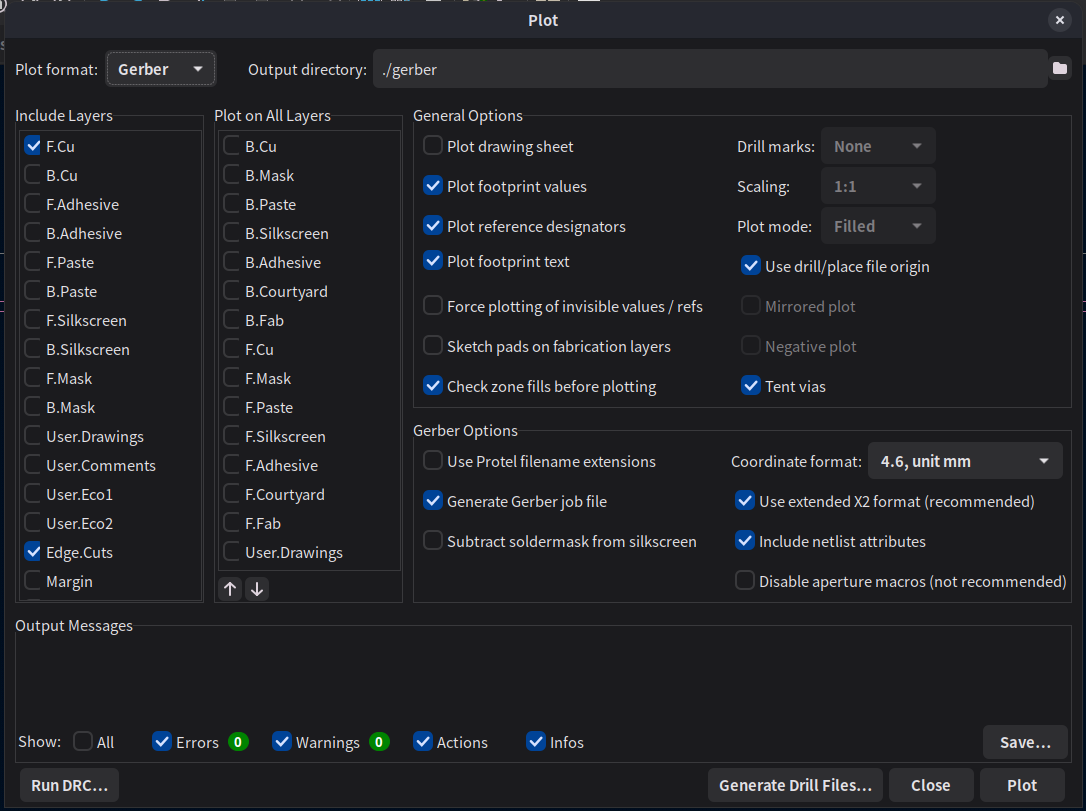 Plot
Plot format: Gerber Output directory: ./gerber
Include Layers
F.Cu
B.Cu
F.Adhesive
B.Adhesive
F.Paste
B.Paste
F.Silkscreen
B.Silkscreen
F.Mask
B.Mask
User.Drawings
User.Comments
User.Eco1
User.Eco2
Edge.Cuts
Margin
Plot on All Layers
B.Cu
B.Mask
B.Paste
B.Silkscreen
B.Adhesive
B.Courtyard
B.Fab
F.Cu
F.Mask
F.Paste
F.Silkscreen
F.Adhesive
F.Courtyard
F.Fab
User.Drawings
General Options
Plot drawing sheet
Plot footprint values
Plot reference designators
Plot footprint text
Force plotting of invisible values / refs
Sketch pads on fabrication layers
Check zone fills before plotting
Drill marks: None
Scaling: 1:1
Plot mode: Filled
Use drill/place file origin
Mirrored plot
Negative plot
Tent vias
Gerber Options
Use Protel filename extensions
Generate Gerber job file
Subtract soldermask from silkscreen
Coordinate format: 4.6, unit mm
Use extended X2 format (recommended)
Include netlist attributes
Disable aperture macros (not recommended)
Output Messages
Show: All Errors 0 Warnings 0 Actions Infos Save...
Run DRC... Generate Drill Files... Close Plot